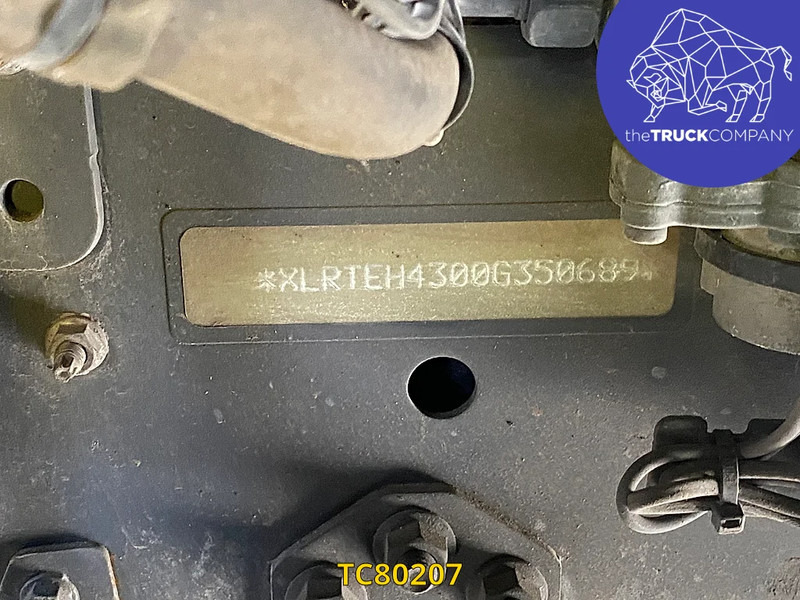 theTRUCKCOMPANY
*XLRTEH4300G350689*
TC80207